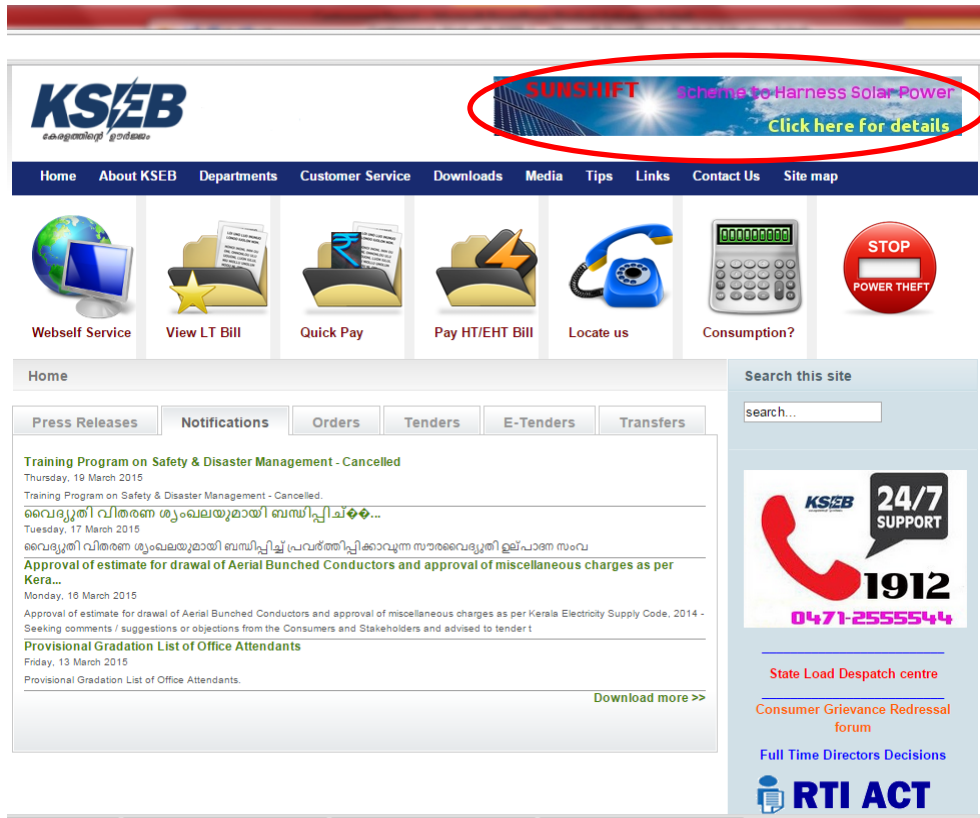 KSEB
കേരളത്തിന്റെ ഊർജ്ജം
SUNSHIFT Scheme to Harness Solar Power
Click here for details
Home About KSEB Departments Customer Service Downloads Media Tips Links Contact Us Site map
STOP
POWER THEFT
Webself Service View LT Bill Quick Pay Pay HT/EHT Bill Locate us Consumption?
Home
Search this site
search...
Press Releases Notifications Orders Tenders E-Tenders Transfers
Training Program on Safety & Disaster Management - Cancelled
Thursday, 19 March 2015
Training Program on Safety & Disaster Management - Cancelled.
വൈദ്യുതി വിതരണ ശൃംഖലയുമായി ബന്ധിപ്പിച്��...
Tuesday, 17 March 2015
വൈദ്യുതി വിതരണ ശൃംഖലയുമായി ബന്ധിപ്പിച്ച് പ്രവര്ത്തിപ്പിക്കാവുന്ന സൗരവൈദ്യുതി ഉല്പാദന സംവ
Approval of estimate for drawal of Aerial Bunched Conductors and approval of miscellaneous charges as per
Kera...
Monday, 16 March 2015
Approval of estimate for drawal of Aerial Bunched Conductors and approval of miscellaneous charges as per Kerala Electricity Supply Code, 2014 -
Seeking comments / suggestions or objections from the Consumers and Stakeholders and advised to tender t
Provisional Gradation List of Office Attendants
Friday, 13 March 2015
Provisional Gradation List of Office Attendants.
Download more >>
KSEB
24/7
SUPPORT
1912
0471-2555544
State Load Despatch centre
Consumer Grievance Redressal
forum
Full Time Directors Decisions
RTI ACT